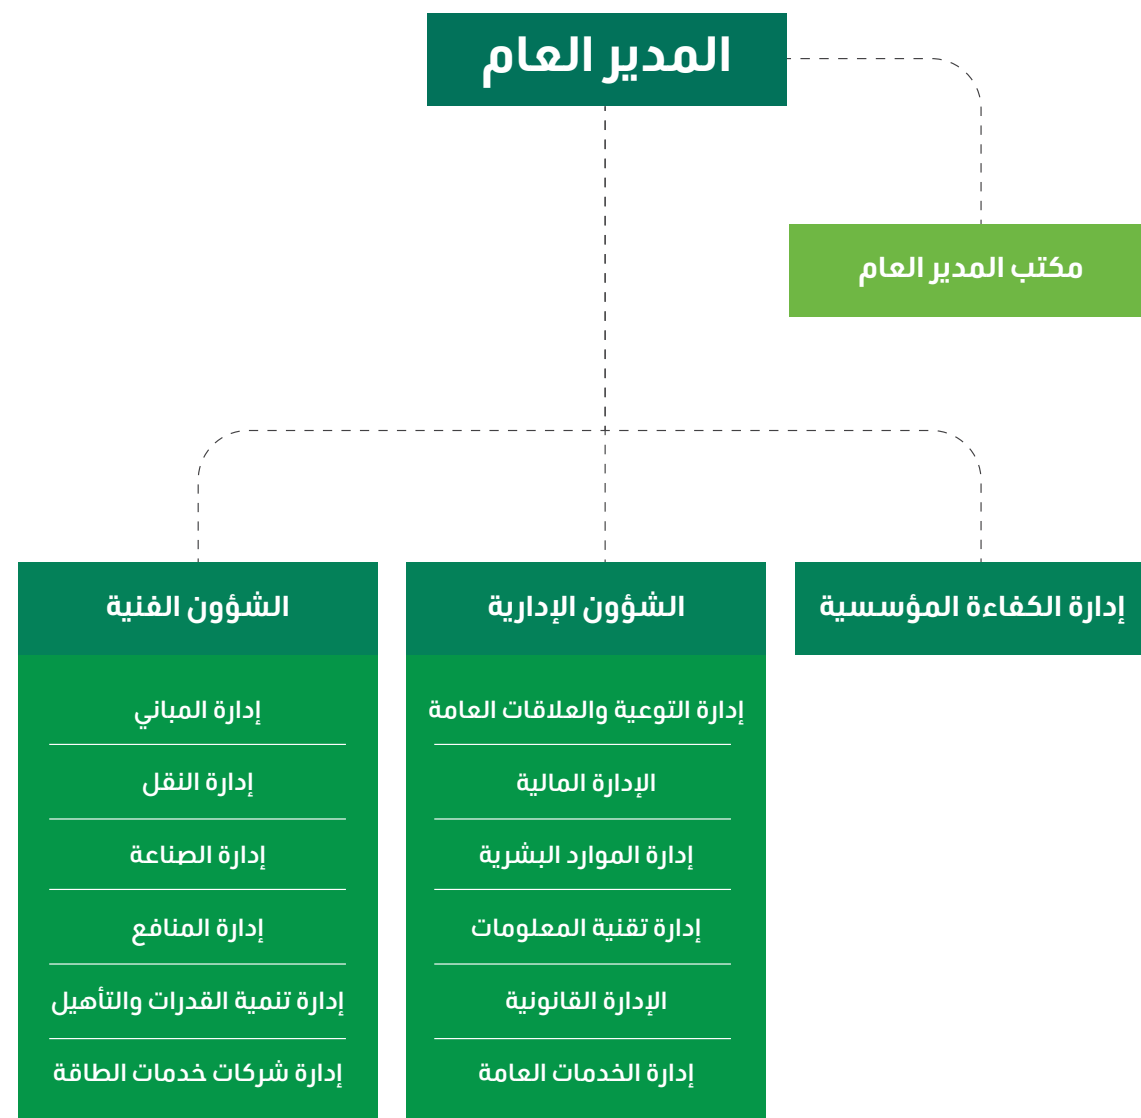 المدير العام
مكتب المدير العام
إدارة الكفاءة المؤسسية
الشؤون الإدارية
إدارة التوعية والعلاقات العامة
الإدارة المالية
إدارة الموارد البشرية
إدارة تقنية المعلومات
الإدارة القانونية
إدارة الخدمات العامة
الشؤون الفنية
إدارة المباني
إدارة النقل
إدارة الصناعة
إدارة المنافع
إدارة تنمية القدرات والتأهيل
إدارة شركات خدمات الطاقة